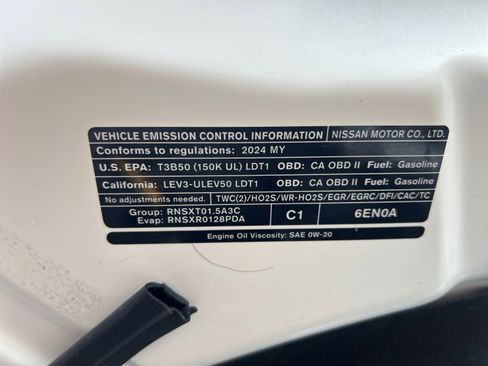 VEHICLE EMISSION CONTROL INFORMATION NISSAN MOTOR CO., LTD.
Conforms to regulations: 2024 MY
U.S. EPA: T3B50 (150K UL) LDT1 OBD: CA OBD II Fuel: Gasoline
California: LEV3-ULEV50 LDT1 OBD: CA OBD II Fuel: Gasoline
No adjustments needed. TWC(2)/HO2S/WR-HO2S/EGR/EGRC/DFI/CAC/TC
Group: RNSXT01.5A3C
Evap: RNSXR0128PDA
C1
6EN0A
Engine Oil Viscosity: SAE 0W-20